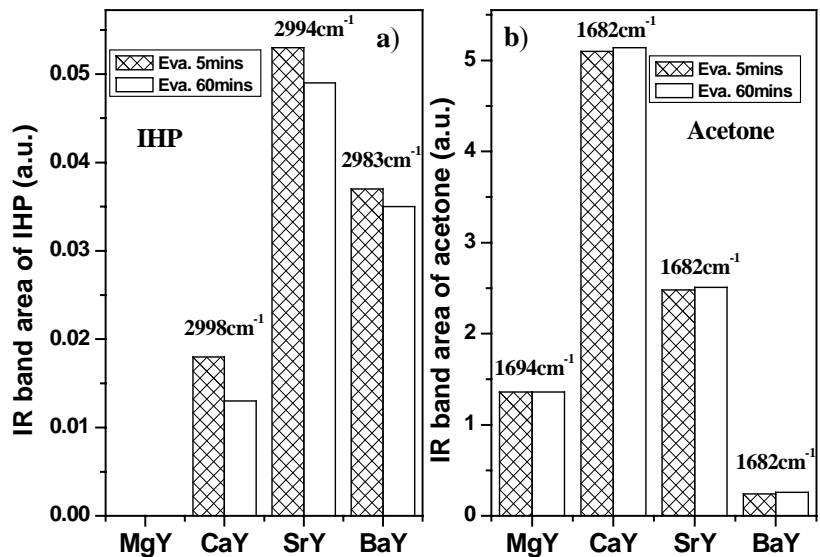 a)
Eva. 5mins
Eva. 60mins
IHP
2994cm⁻¹
2983cm⁻¹
2998cm⁻¹
IR band area of IHP (a.u.)
0.05
0.04
0.03
0.02
0.01
0.00
MgY CaY SrY BaY
b)
1682cm⁻¹
Eva. 5mins
Eva. 60mins
Acetone
1682cm⁻¹
1694cm⁻¹
1682cm⁻¹
IR band area of acetone (a.u.)
5
4
3
2
1
0
MgY CaY SrY BaY